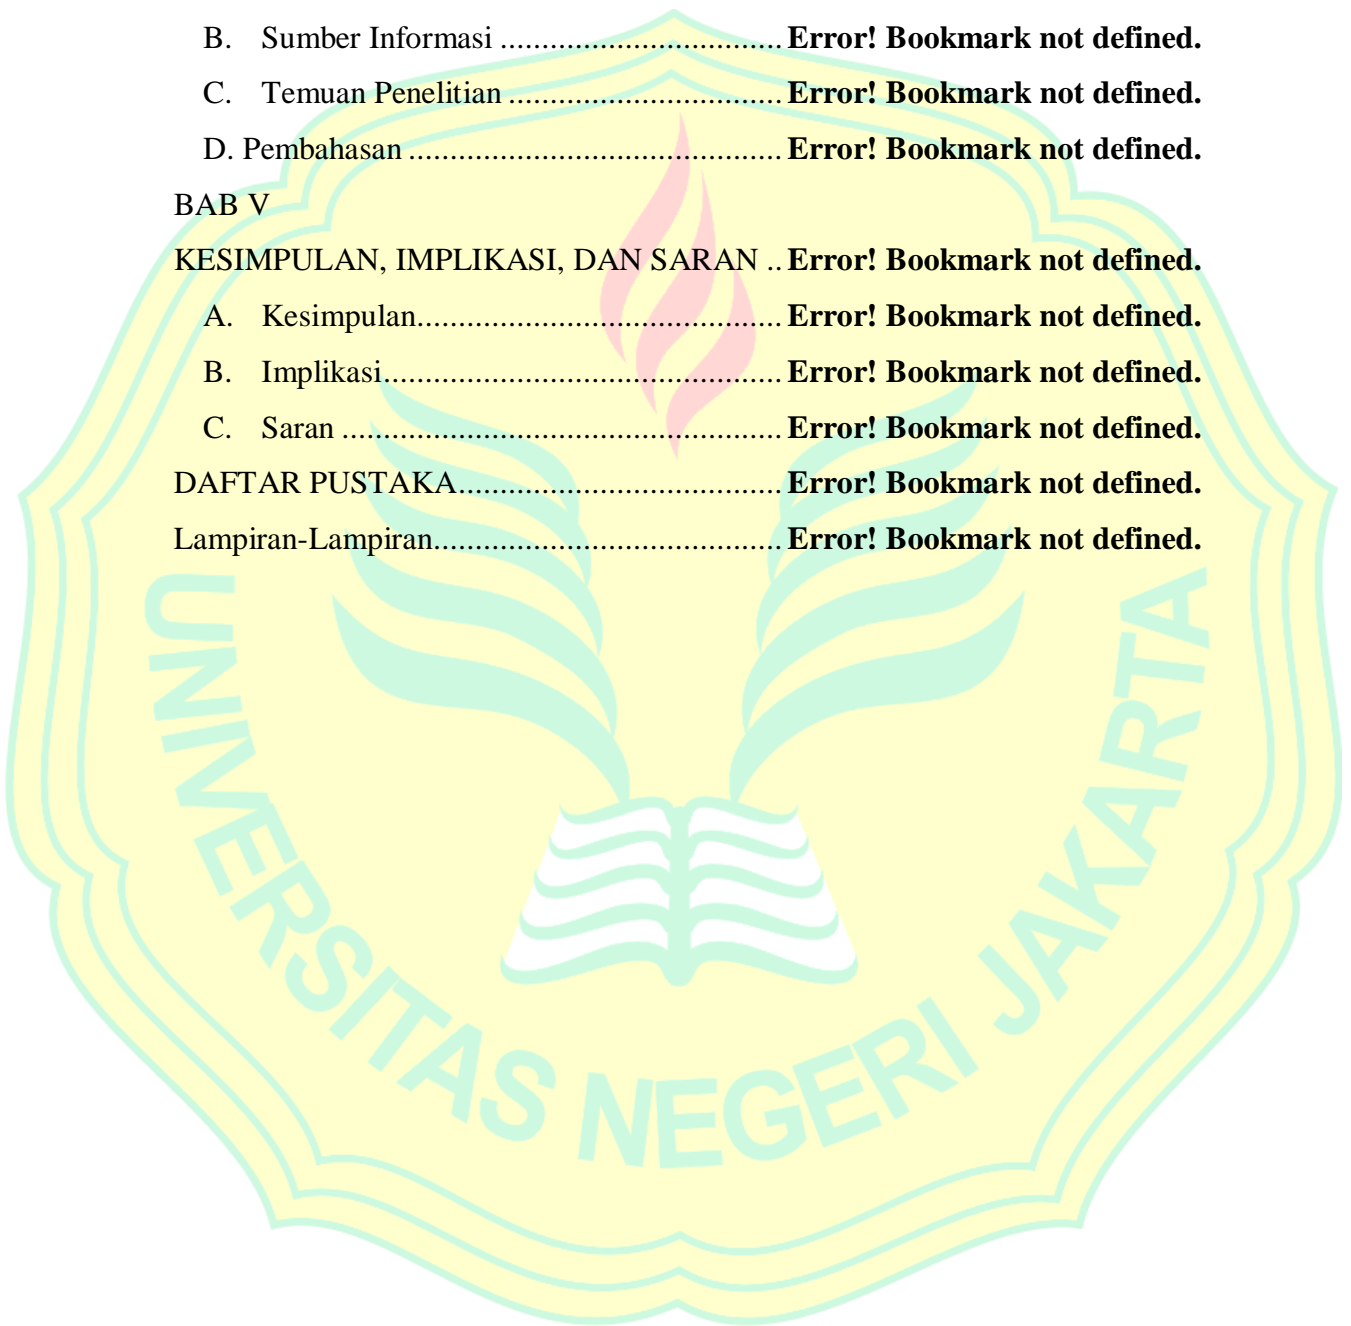 B. Sumber Informasi .................................. Error! Bookmark not defined.
C. Temuan Penelitian ................................. Error! Bookmark not defined.
D. Pembahasan ............................................. Error! Bookmark not defined.
BAB V
KESIMPULAN, IMPLIKASI, DAN SARAN .. Error! Bookmark not defined.
A. Kesimpulan............................................ Error! Bookmark not defined.
B. Implikasi................................................ Error! Bookmark not defined.
C. Saran ..................................................... Error! Bookmark not defined.
DAFTAR PUSTAKA....................................... Error! Bookmark not defined.
Lampiran-Lampiran.......................................... Error! Bookmark not defined.
UNIVERSITAS NEGERI JAKARTA